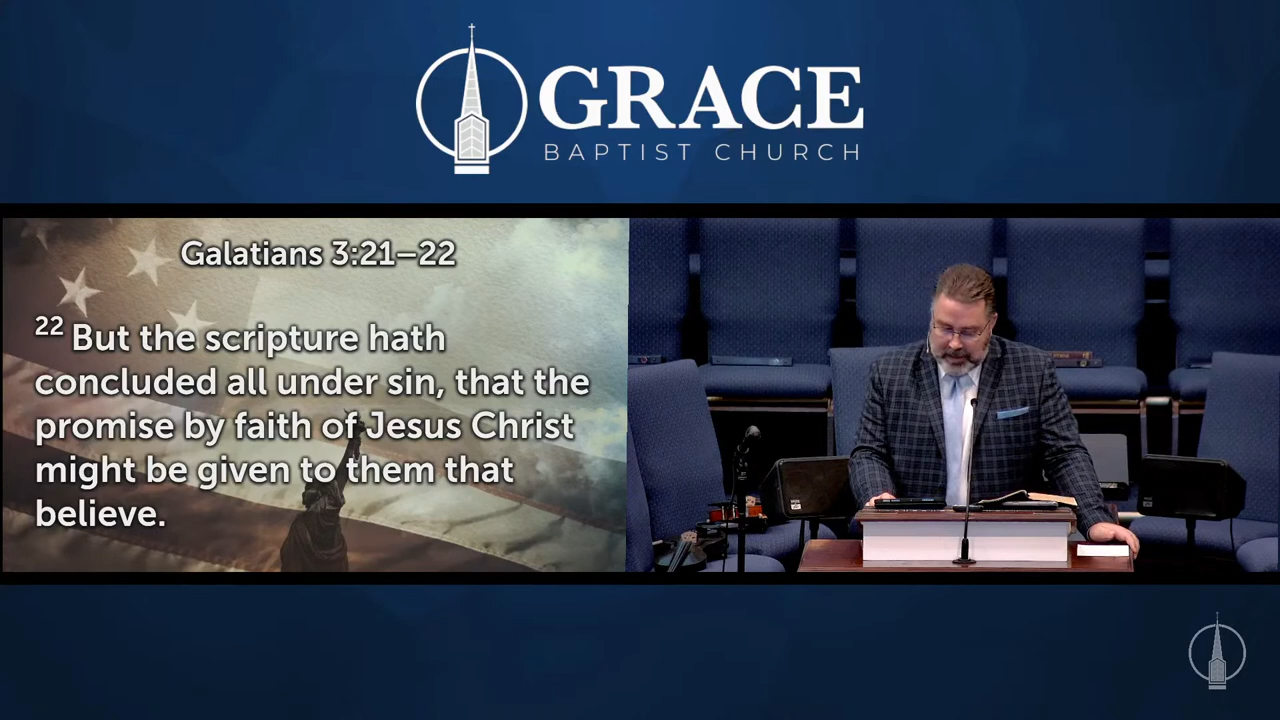 GRACE
BAPTIST CHURCH
Galatians 3:21–22
22 But the scripture hath
concluded all under sin, that the
promise by faith of Jesus Christ
might be given to them that
believe.